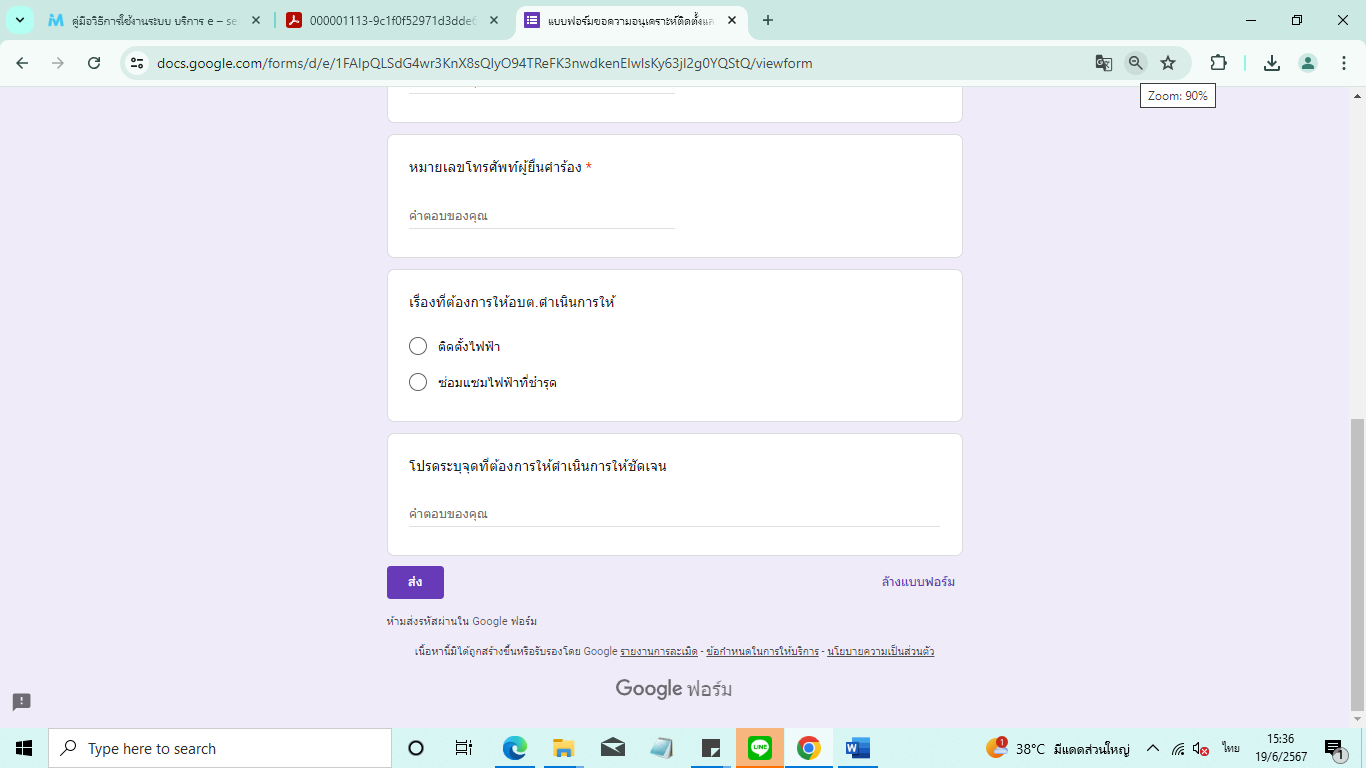 คู่มือวิธีการใช้งานระบบ บริการ e – se
000001113-9c1f0f52971d3dde6
แบบฟอร์มขอความอนุเคราะห์ติดตั้งแล
docs.google.com/forms/d/e/1FAIpQLSdG4wr3KnX8sQIyO94TReFK3nwdkenEIwIsKy63jI2g0YQStQ/viewform
Zoom: 90%
หมายเลขโทรศัพท์ผู้ยื่นคำร้อง *
คำตอบของคุณ
เรื่องที่ต้องการให้อบต.ดำเนินการให้
ติดตั้งไฟฟ้า
ซ่อมแซมไฟฟ้าที่ชำรุด
โปรดระบุจุดที่ต้องการให้ดำเนินการให้ชัดเจน
คำตอบของคุณ
ส่ง
ล้างแบบฟอร์ม
ห้ามส่งรหัสผ่านใน Google ฟอร์ม
เนื้อหานี้มิได้ถูกสร้างขึ้นหรือรับรองโดย Google รายงานการละเมิด - ข้อกำหนดในการให้บริการ - นโยบายความเป็นส่วนตัว
Google ฟอร์ม
Type here to search
LINE
1
38°C มีแดดส่วนใหญ่
ไทย
15:36
19/6/2567
1